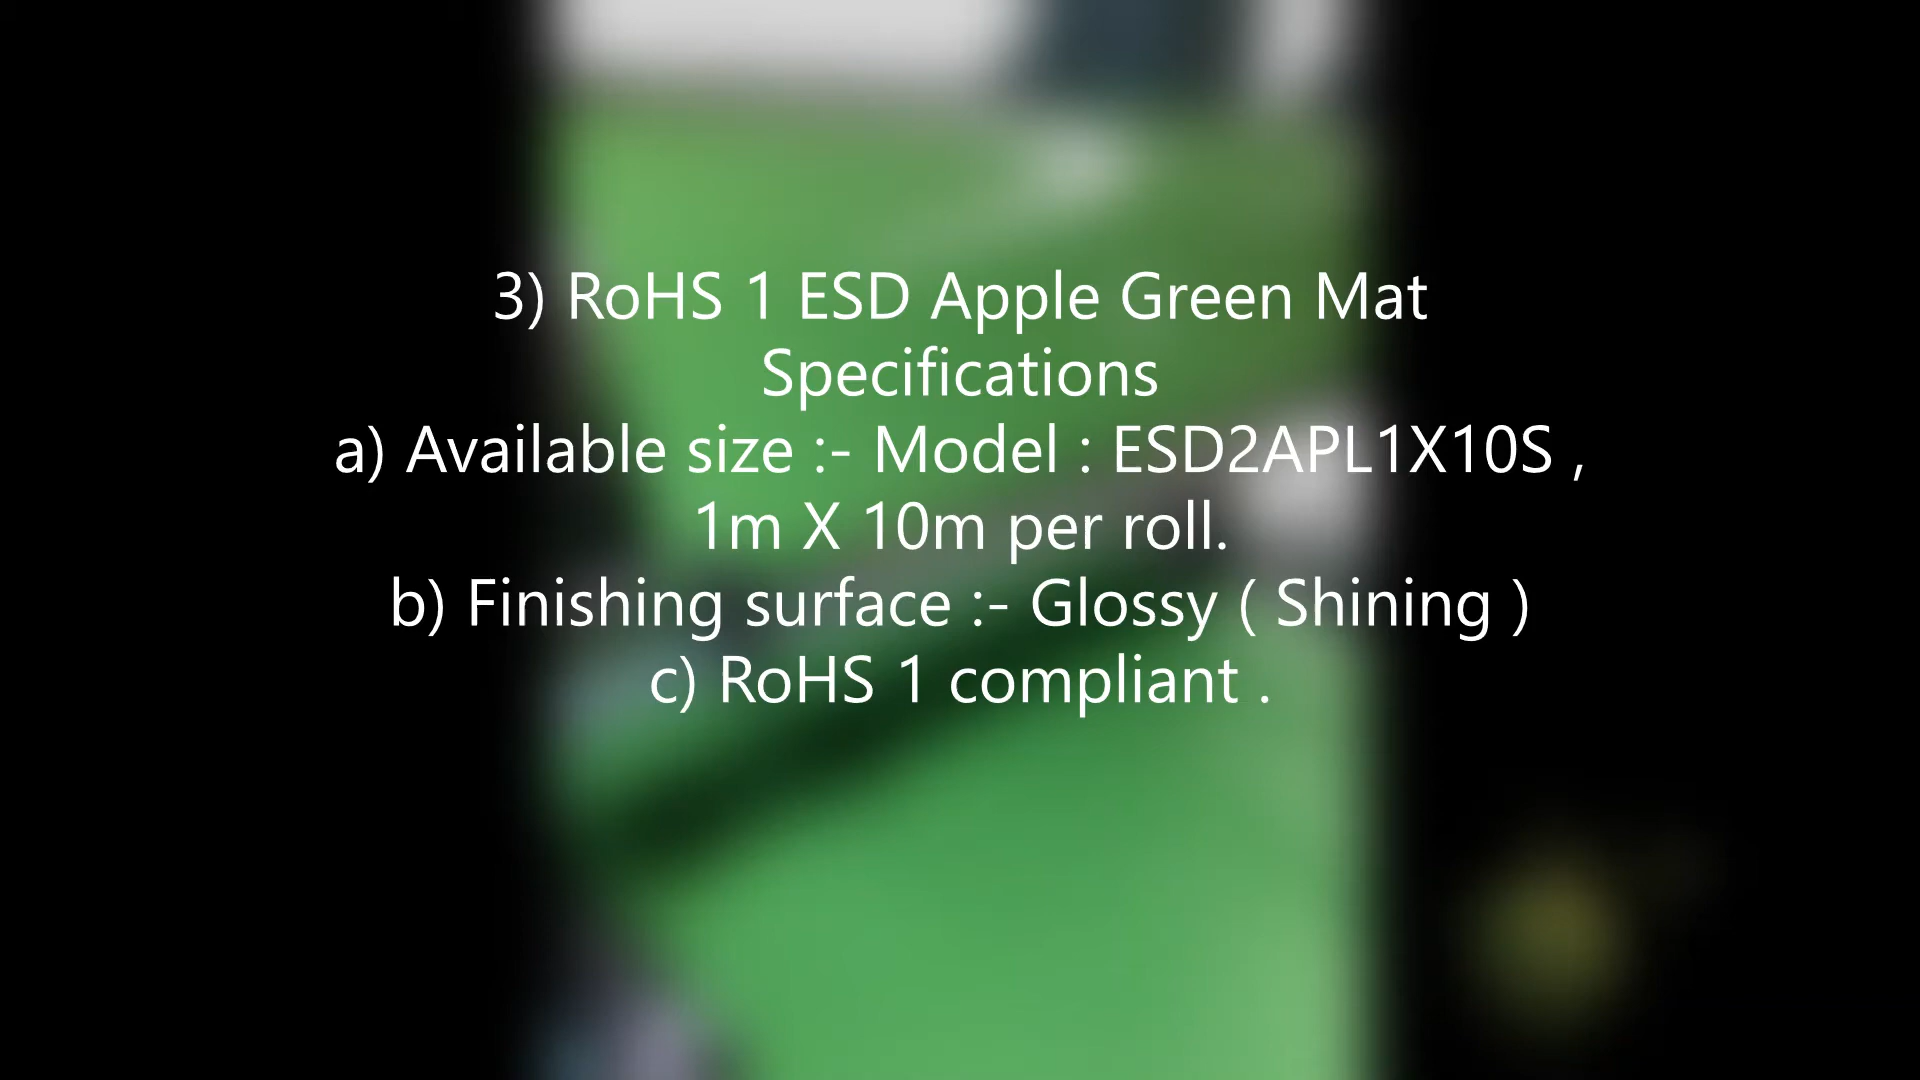 3) RoHS 1 ESD Apple Green Mat
Specifications
a) Available size :- Model : ESD2APL1X10S ,
1m X 10m per roll.
b) Finishing surface :- Glossy ( Shining )
c) RoHS 1 compliant .